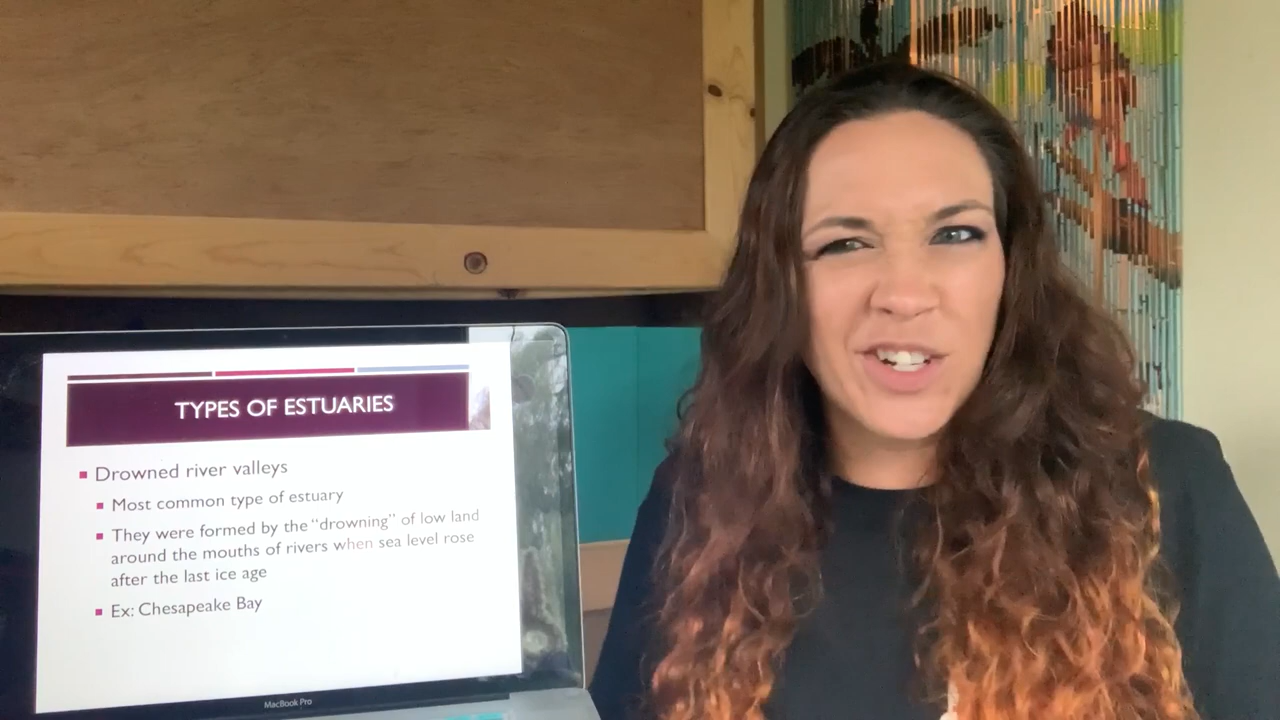 TYPES OF ESTUARIES
▪ Drowned river valleys
▪ Most common type of estuary
▪ They were formed by the “drowning” of low land
around the mouths of rivers when sea level rose
after the last ice age
▪ Ex: Chesapeake Bay
MacBook Pro